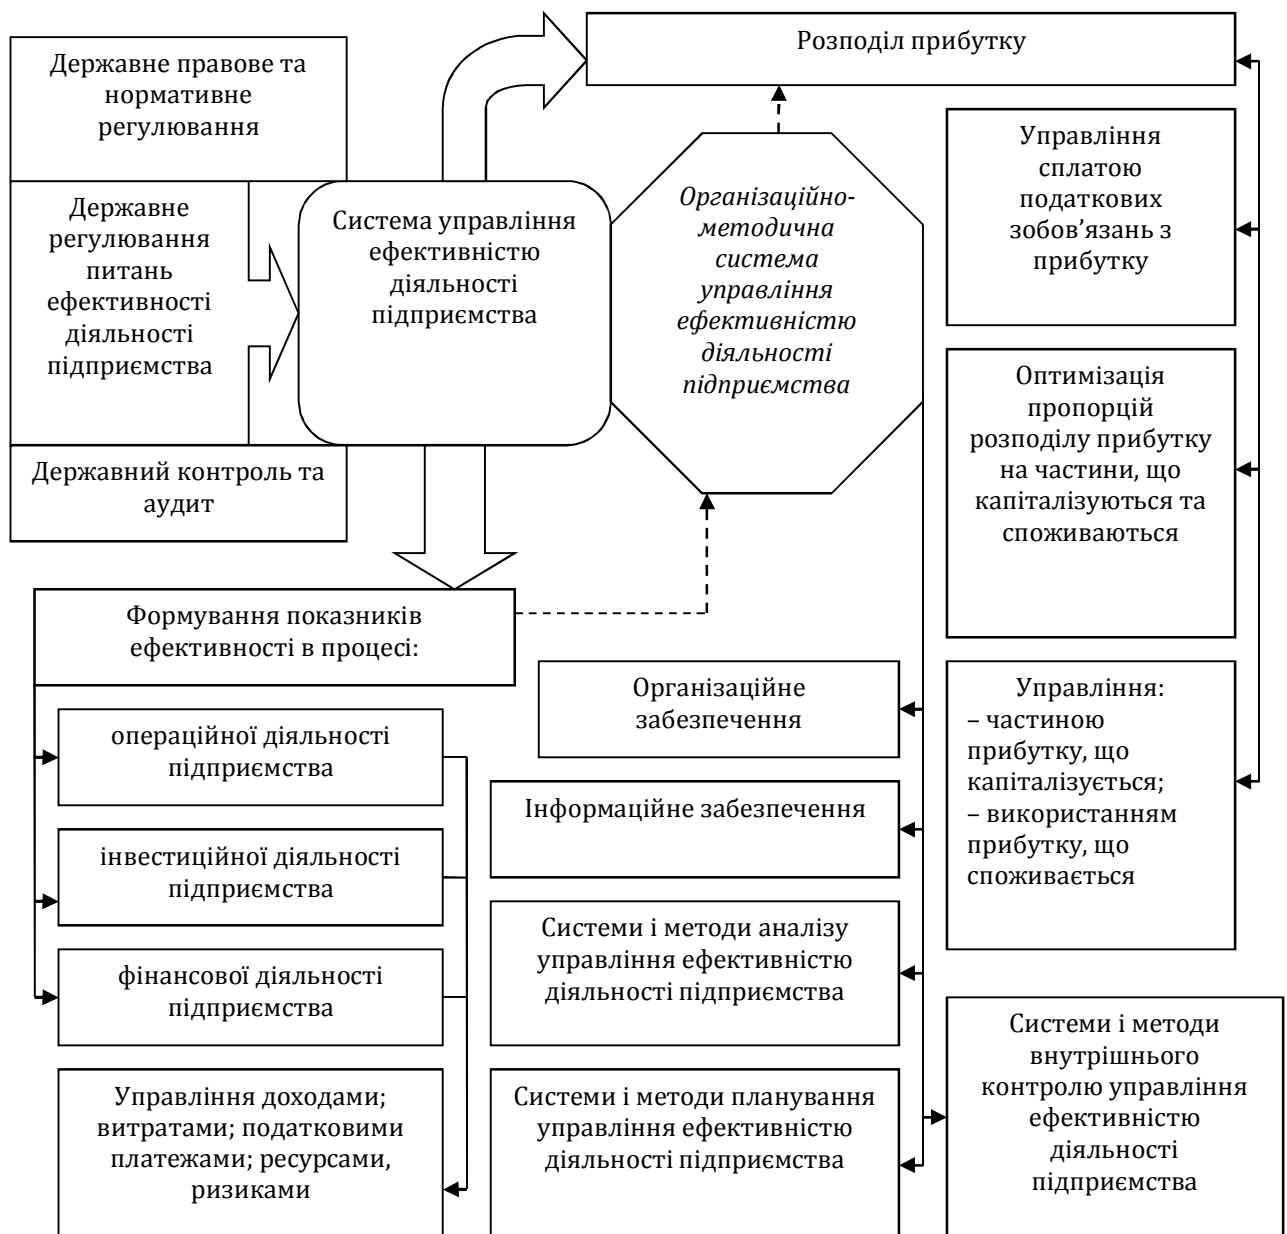 Розподіл прибутку
Державне правове та
нормативне
регулювання
Державне
регулювання
питань
ефективності
діяльності
підприємства
Державний контроль та
аудит
Система управління
ефективністю
діяльності
підприємства
Організаційно-
методична
система
управління
ефективністю
діяльності
підприємства
Управління
сплатою
податкових
зобов’язань з
прибутку
Оптимізація
пропорцій
розподілу прибутку
на частини, що
капіталізуються та
споживаються
Управління:
– частиною
прибутку, що
капіталізується;
– використанням
прибутку, що
споживається
Формування показників
ефективності в процесі:
операційної діяльності
підприємства
інвестиційної діяльності
підприємства
фінансової діяльності
підприємства
Управління доходами;
витратами; податковими
платежами; ресурсами,
ризиками
Організаційне
забезпечення
Інформаційне забезпечення
Системи і методи аналізу
управління ефективністю
діяльності підприємства
Системи і методи планування
управління ефективністю
діяльності підприємства
Системи і методи
внутрішнього
контролю управління
ефективністю
діяльності
підприємства